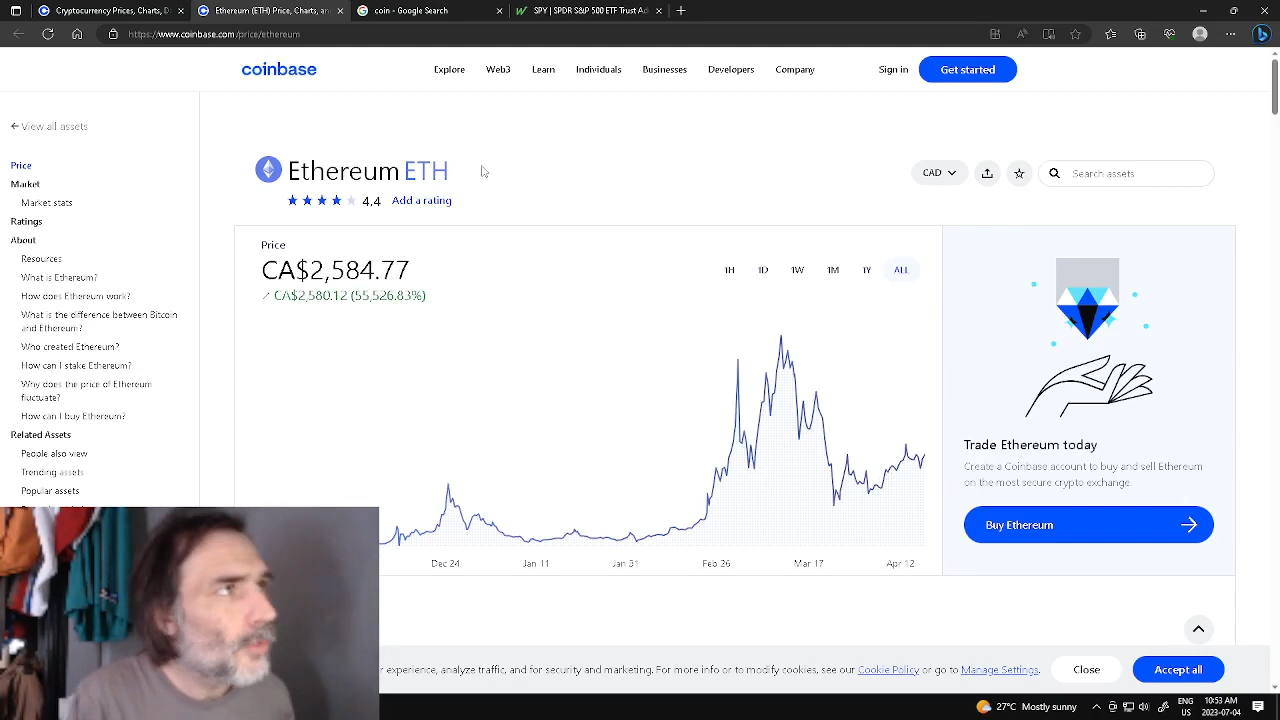 Cryptocurrency Prices, Charts, D
Ethereum (ETH) Price, Charts, an
coin - Google Search
SPY | SPDR S&P 500 ETF Trust Ad
https://www.coinbase.com/price/ethereum
coinbase
Explore
Web3
Learn
Individuals
Businesses
Developers
Company
Sign in
Get started
View all assets
Price
Market
Market stats
Ratings
About
Resources
What is Ethereum?
How does Ethereum work?
What is the difference between Bitcoin
and Ethereum?
Who created Ethereum?
How can I stake Ethereum?
Why does the price of Ethereum
fluctuate?
How can I buy Ethereum?
Related Assets
People also view
Trending assets
Popular assets
Ethereum ETH
4.4 Add a rating
CAD
Search assets
Price
CA$2,584.77
CA$2,580.12 (55,526.83%)
1H
1D
1W
1M
1Y
ALL
Dec 24
Jan 11
Jan 31
Feb 26
Mar 17
Apr 12
Trade Ethereum today
Create a Coinbase account to buy and sell Ethereum
on the most secure crypto exchange.
Buy Ethereum
r experience, analyze traffic, and for security and marketing. For more info or to modify cookies, see our Cookie Policy or go to Manage Settings.
Close
Accept all
27°C Mostly sunny
ENG
US
10:53 AM
2023-07-04